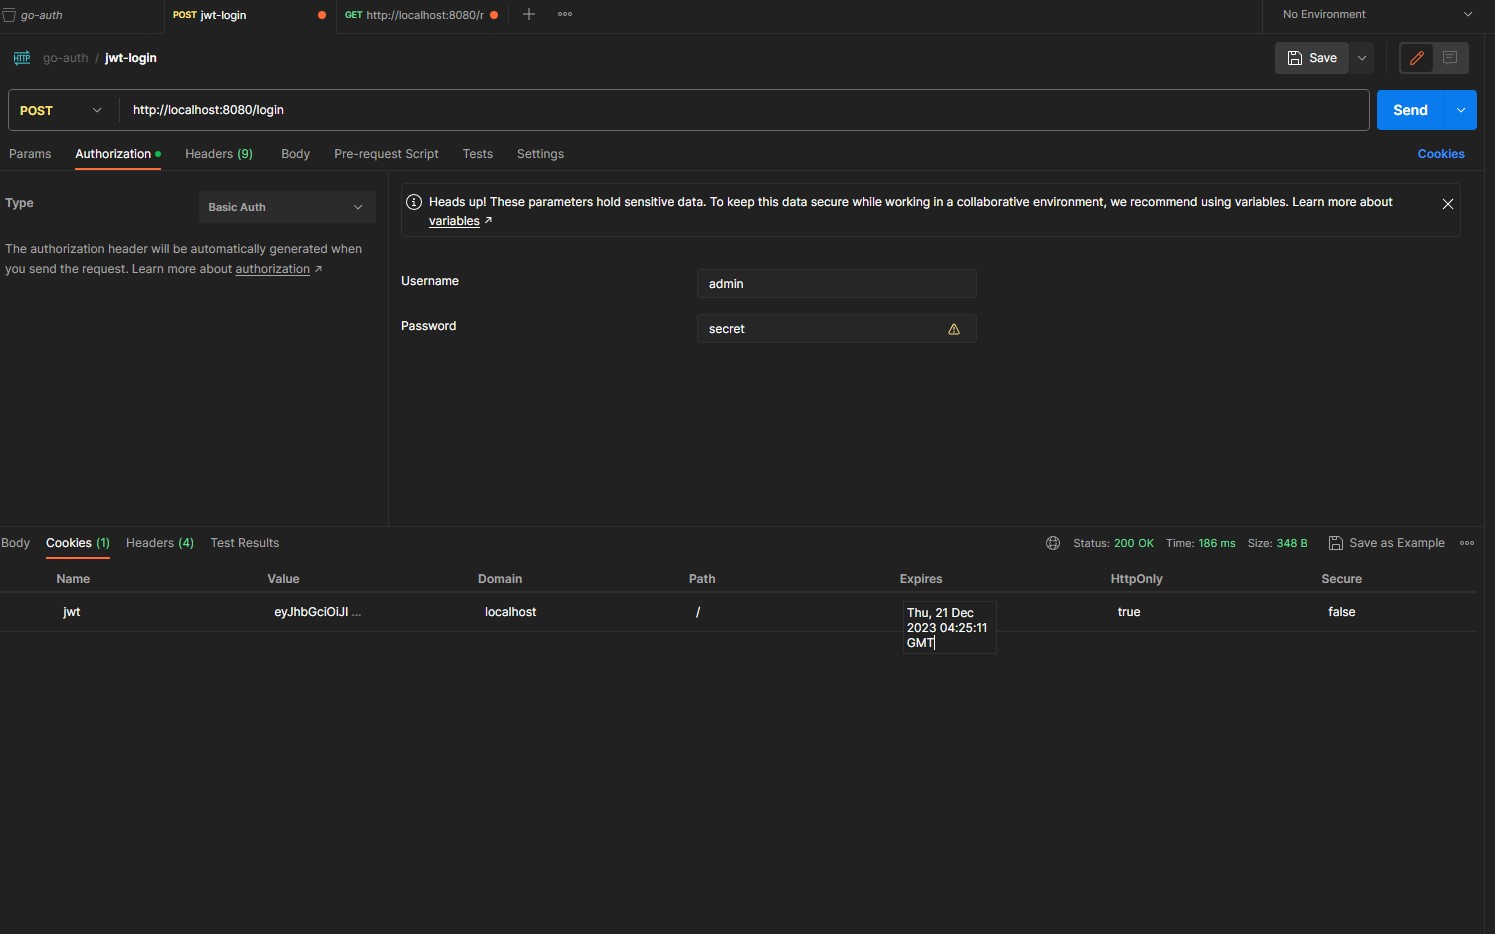 go-auth
POST jwt-login
GET http://localhost:8080/r
No Environment
HTTP
go-auth / jwt-login
Save
POST
http://localhost:8080/login
Send
Params
Authorization
Headers (9)
Body
Pre-request Script
Tests
Settings
Cookies
Type
Basic Auth
The authorization header will be automatically generated when
you send the request. Learn more about authorization ↗
Heads up! These parameters hold sensitive data. To keep this data secure while working in a collaborative environment, we recommend using variables. Learn more about
variables ↗
Username
admin
Password
secret
Body
Cookies (1)
Headers (4)
Test Results
Status: 200 OK
Time: 186 ms
Size: 348 B
Save as Example
Name
Value
Domain
Path
Expires
HttpOnly
Secure
jwt
eyJhbGciOiJI ...
localhost
/
Thu, 21 Dec
2023 04:25:11
GMT
true
false